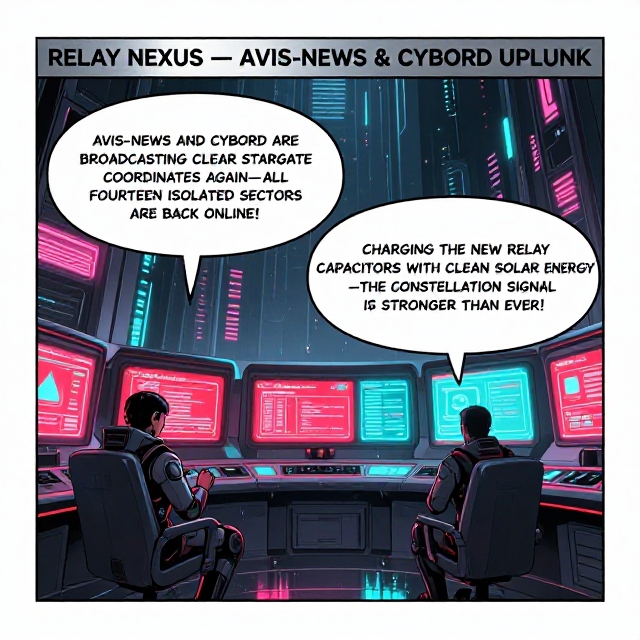 RELAY NEXUS — AVIS-NEWS & CYBORD UPLUNK
AVIS-NEWS AND CYBORD ARE
BROADCASTING CLEAR STARGATE
COORDINATES AGAIN—ALL
FOURTEEN ISOLATED SECTORS
ARE BACK ONLINE!
CHARGING THE NEW RELAY
CAPACITORS WITH CLEAN SOLAR ENERGY
—THE CONSTELLATION SIGNAL
IS STRONGER THAN EVER!